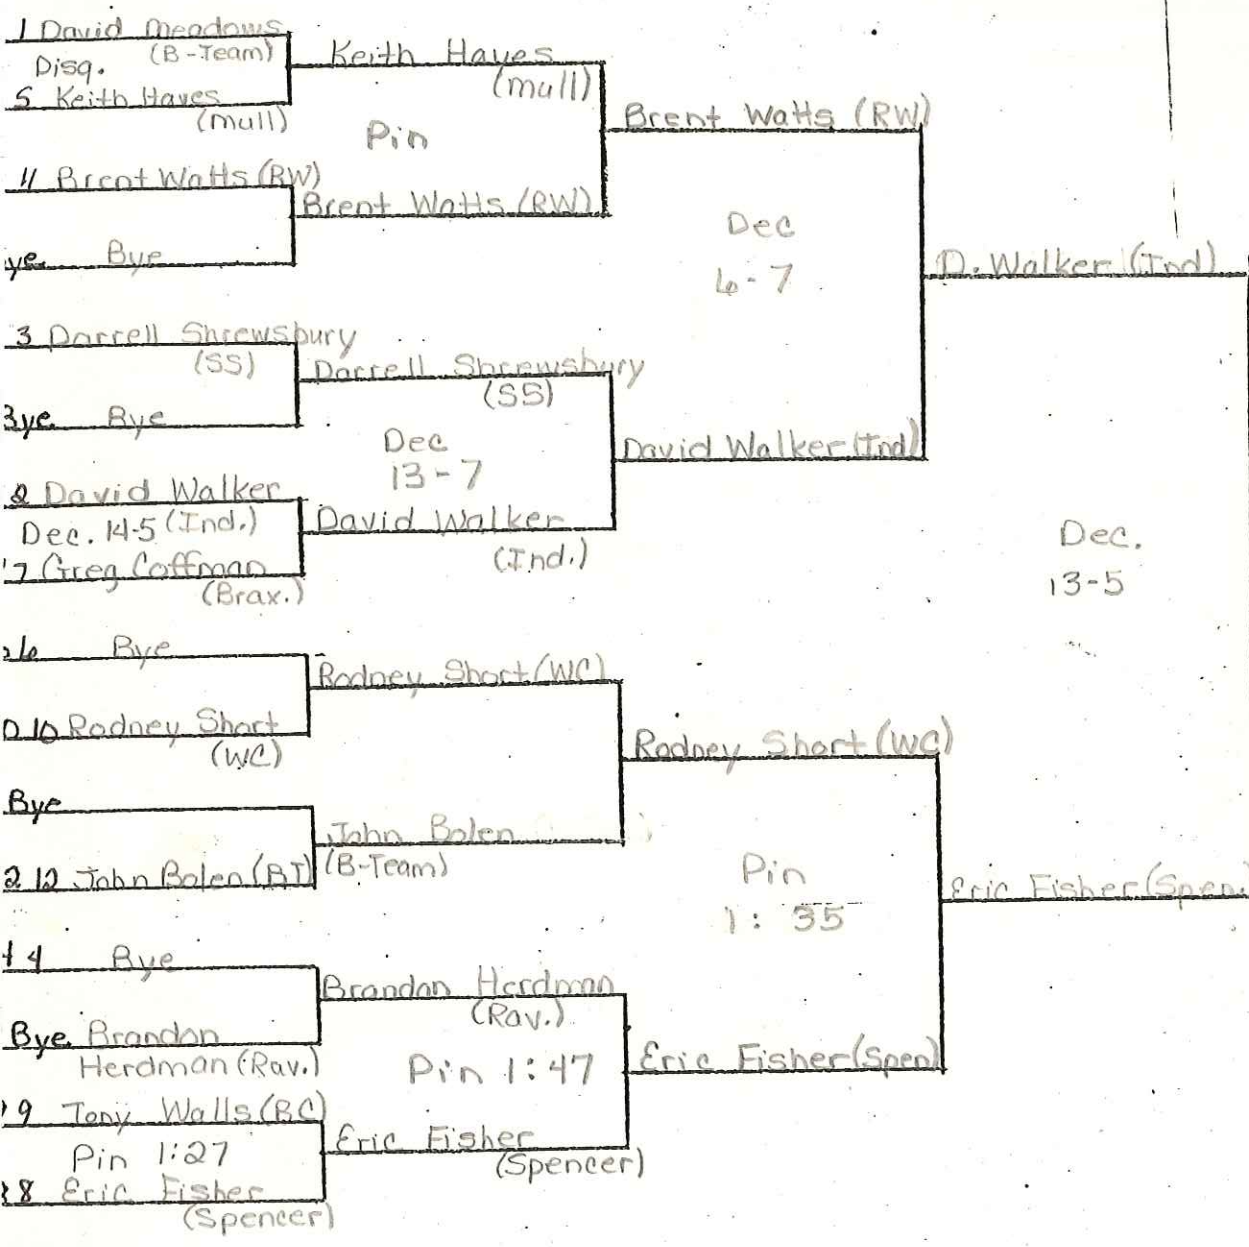 1 David Meadows
(B-Team)
Disq.
5 Keith Hayes
(Mull)
Keith Hayes
(Mull)
Pin
11 Brent Watts (RW)
Brent Watts (RW)
ye Bye
Brent Watts (RW)
Dec
6-7
3 Darrell Shrewsbury
(SS)
Darrell Shrewsbury
(SS)
Bye Bye
Dec
13-7
2 David Walker
Dec. 14-5 (Ind.)
7 Greg Coffman
(Brax.)
David Walker
(Ind.)
David Walker (Ind)
D. Walker (Ind)
Dec.
13-5
6 Bye
Rodney Short (WC)
10 Rodney Short
(WC)
Rodney Short (WC)
Bye
John Bolen
(B-Team)
12 John Bolen (BT)
Pin
1:35
Eric Fisher (Spen.
4 Bye
Brandon Herdman
(Rav.)
Bye Brandon
Herdman (Rav.)
Pin 1:47
Eric Fisher (Spen)
9 Tony Walls (BC)
Pin 1:27
8 Eric Fisher
(Spencer)
Eric Fisher
(Spencer)